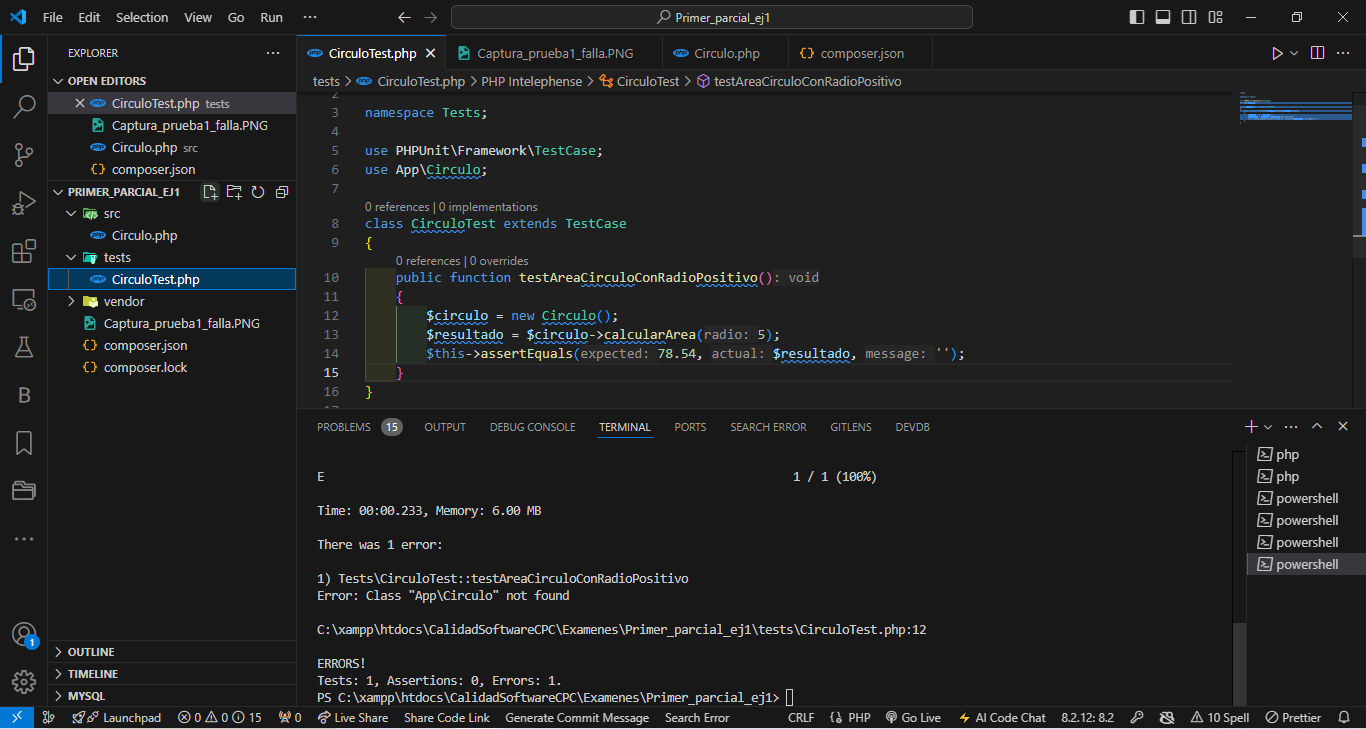 File Edit Selection View Go Run ··· Primer_parcial_ej1
EXPLORER ···
OPEN EDITORS
CirculoTest.php tests
Captura_prueba1_falla.PNG
Circulo.php src
composer.json
PRIMER_PARCIAL_EJ1
src
Circulo.php
tests
CirculoTest.php
vendor
Captura_prueba1_falla.PNG
composer.json
composer.lock
OUTLINE
TIMELINE
MYSQL
CirculoTest.php Captura_prueba1_falla.PNG Circulo.php composer.json
tests > CirculoTest.php > PHP Intelephense > CirculoTest > testAreaCirculoConRadioPositivo
2
3 namespace Tests;
4
5 use PHPUnit\Framework\TestCase;
6 use App\Circulo;
7
0 references | 0 implementations
8 class CirculoTest extends TestCase
9 {
0 references | 0 overrides
10 public function testAreaCirculoConRadioPositivo(): void
11 {
12 $circulo = new Circulo();
13 $resultado = $circulo->calcularArea(radio: 5);
14 $this->assertEquals(expected: 78.54, actual: $resultado, message: '');
15 }
16 }
17
PROBLEMS 15 OUTPUT DEBUG CONSOLE TERMINAL PORTS SEARCH ERROR GITLENS DEVDB
E 1 / 1 (100%)
Time: 00:00.233, Memory: 6.00 MB
There was 1 error:
1) Tests\CirculoTest::testAreaCirculoConRadioPositivo
Error: Class "App\Circulo" not found
C:\xampp\htdocs\CalidadSoftwareCPC\Examenes\Primer_parcial_ej1\tests\CirculoTest.php:12
ERRORS!
Tests: 1, Assertions: 0, Errors: 1.
PS C:\xampp\htdocs\CalidadSoftwareCPC\Examenes\Primer_parcial_ej1>
php
php
powershell
powershell
powershell
powershell
1
Launchpad 0 0 15 0 Live Share Share Code Link Generate Commit Message Search Error CRLF PHP Go Live AI Code Chat 8.2.12: 8.2 10 Spell Prettier